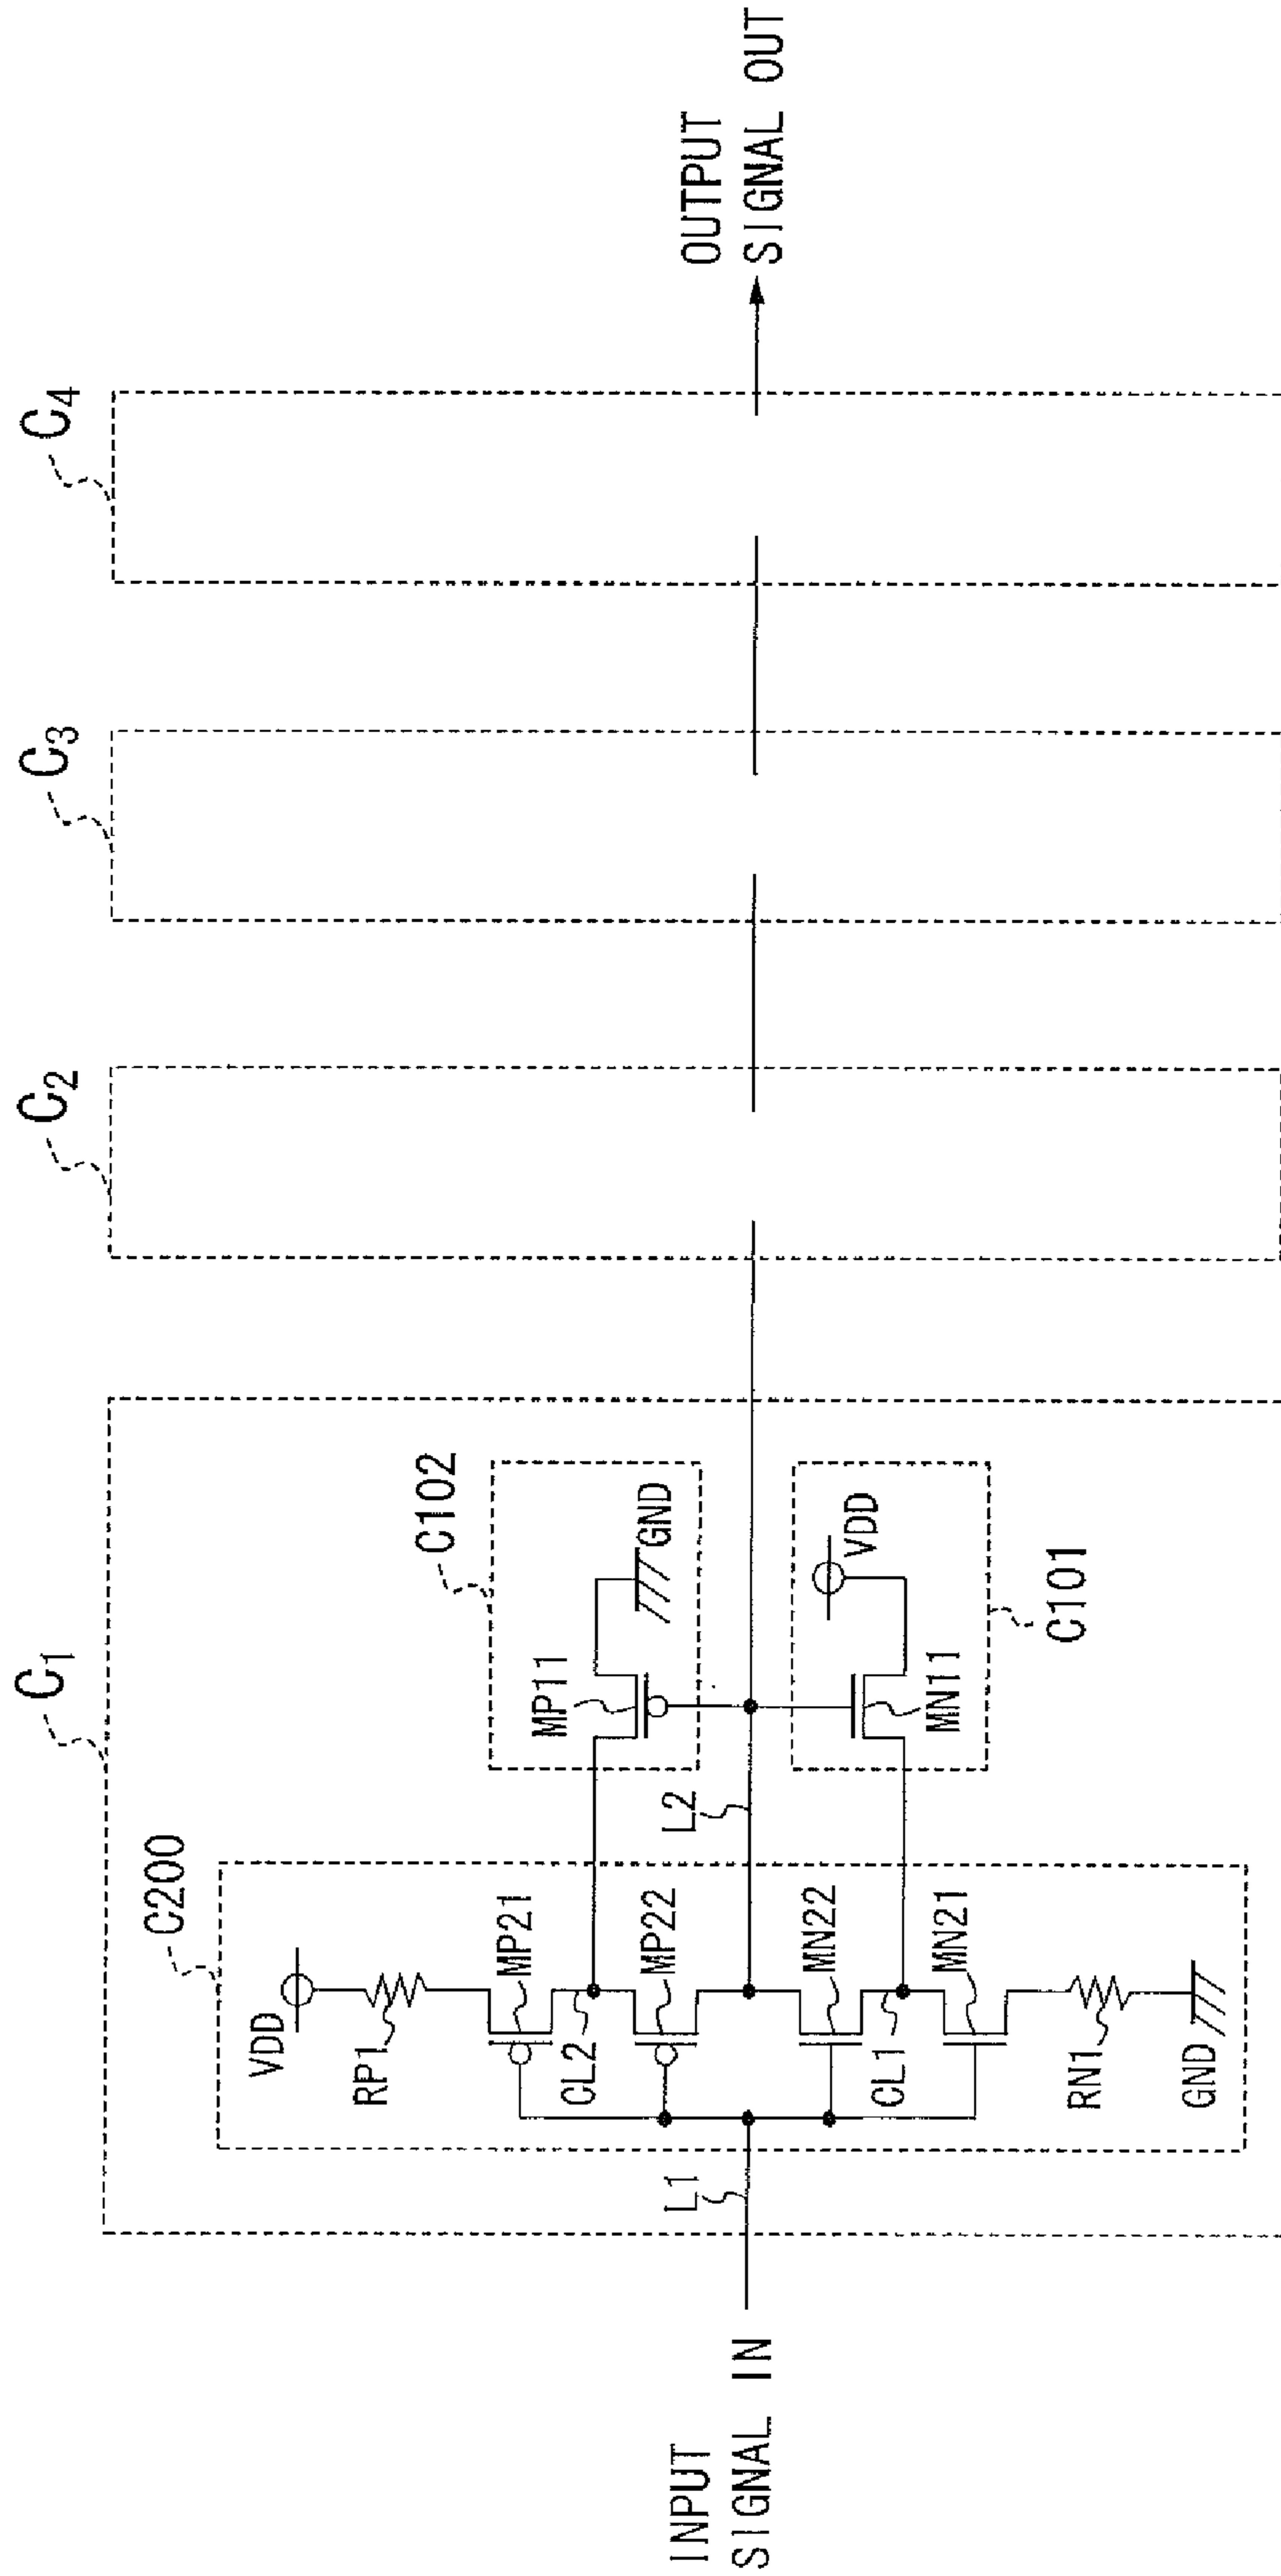 C1
C2
C3
C4
C200
C102
VDD
RP1
MP21
MP11
GND
CL2
MP22
INPUT
SIGNAL IN
L1
L2
OUTPUT
SIGNAL OUT
MN22
VDD
CL1
MN21
MN11
C101
RN1
GND